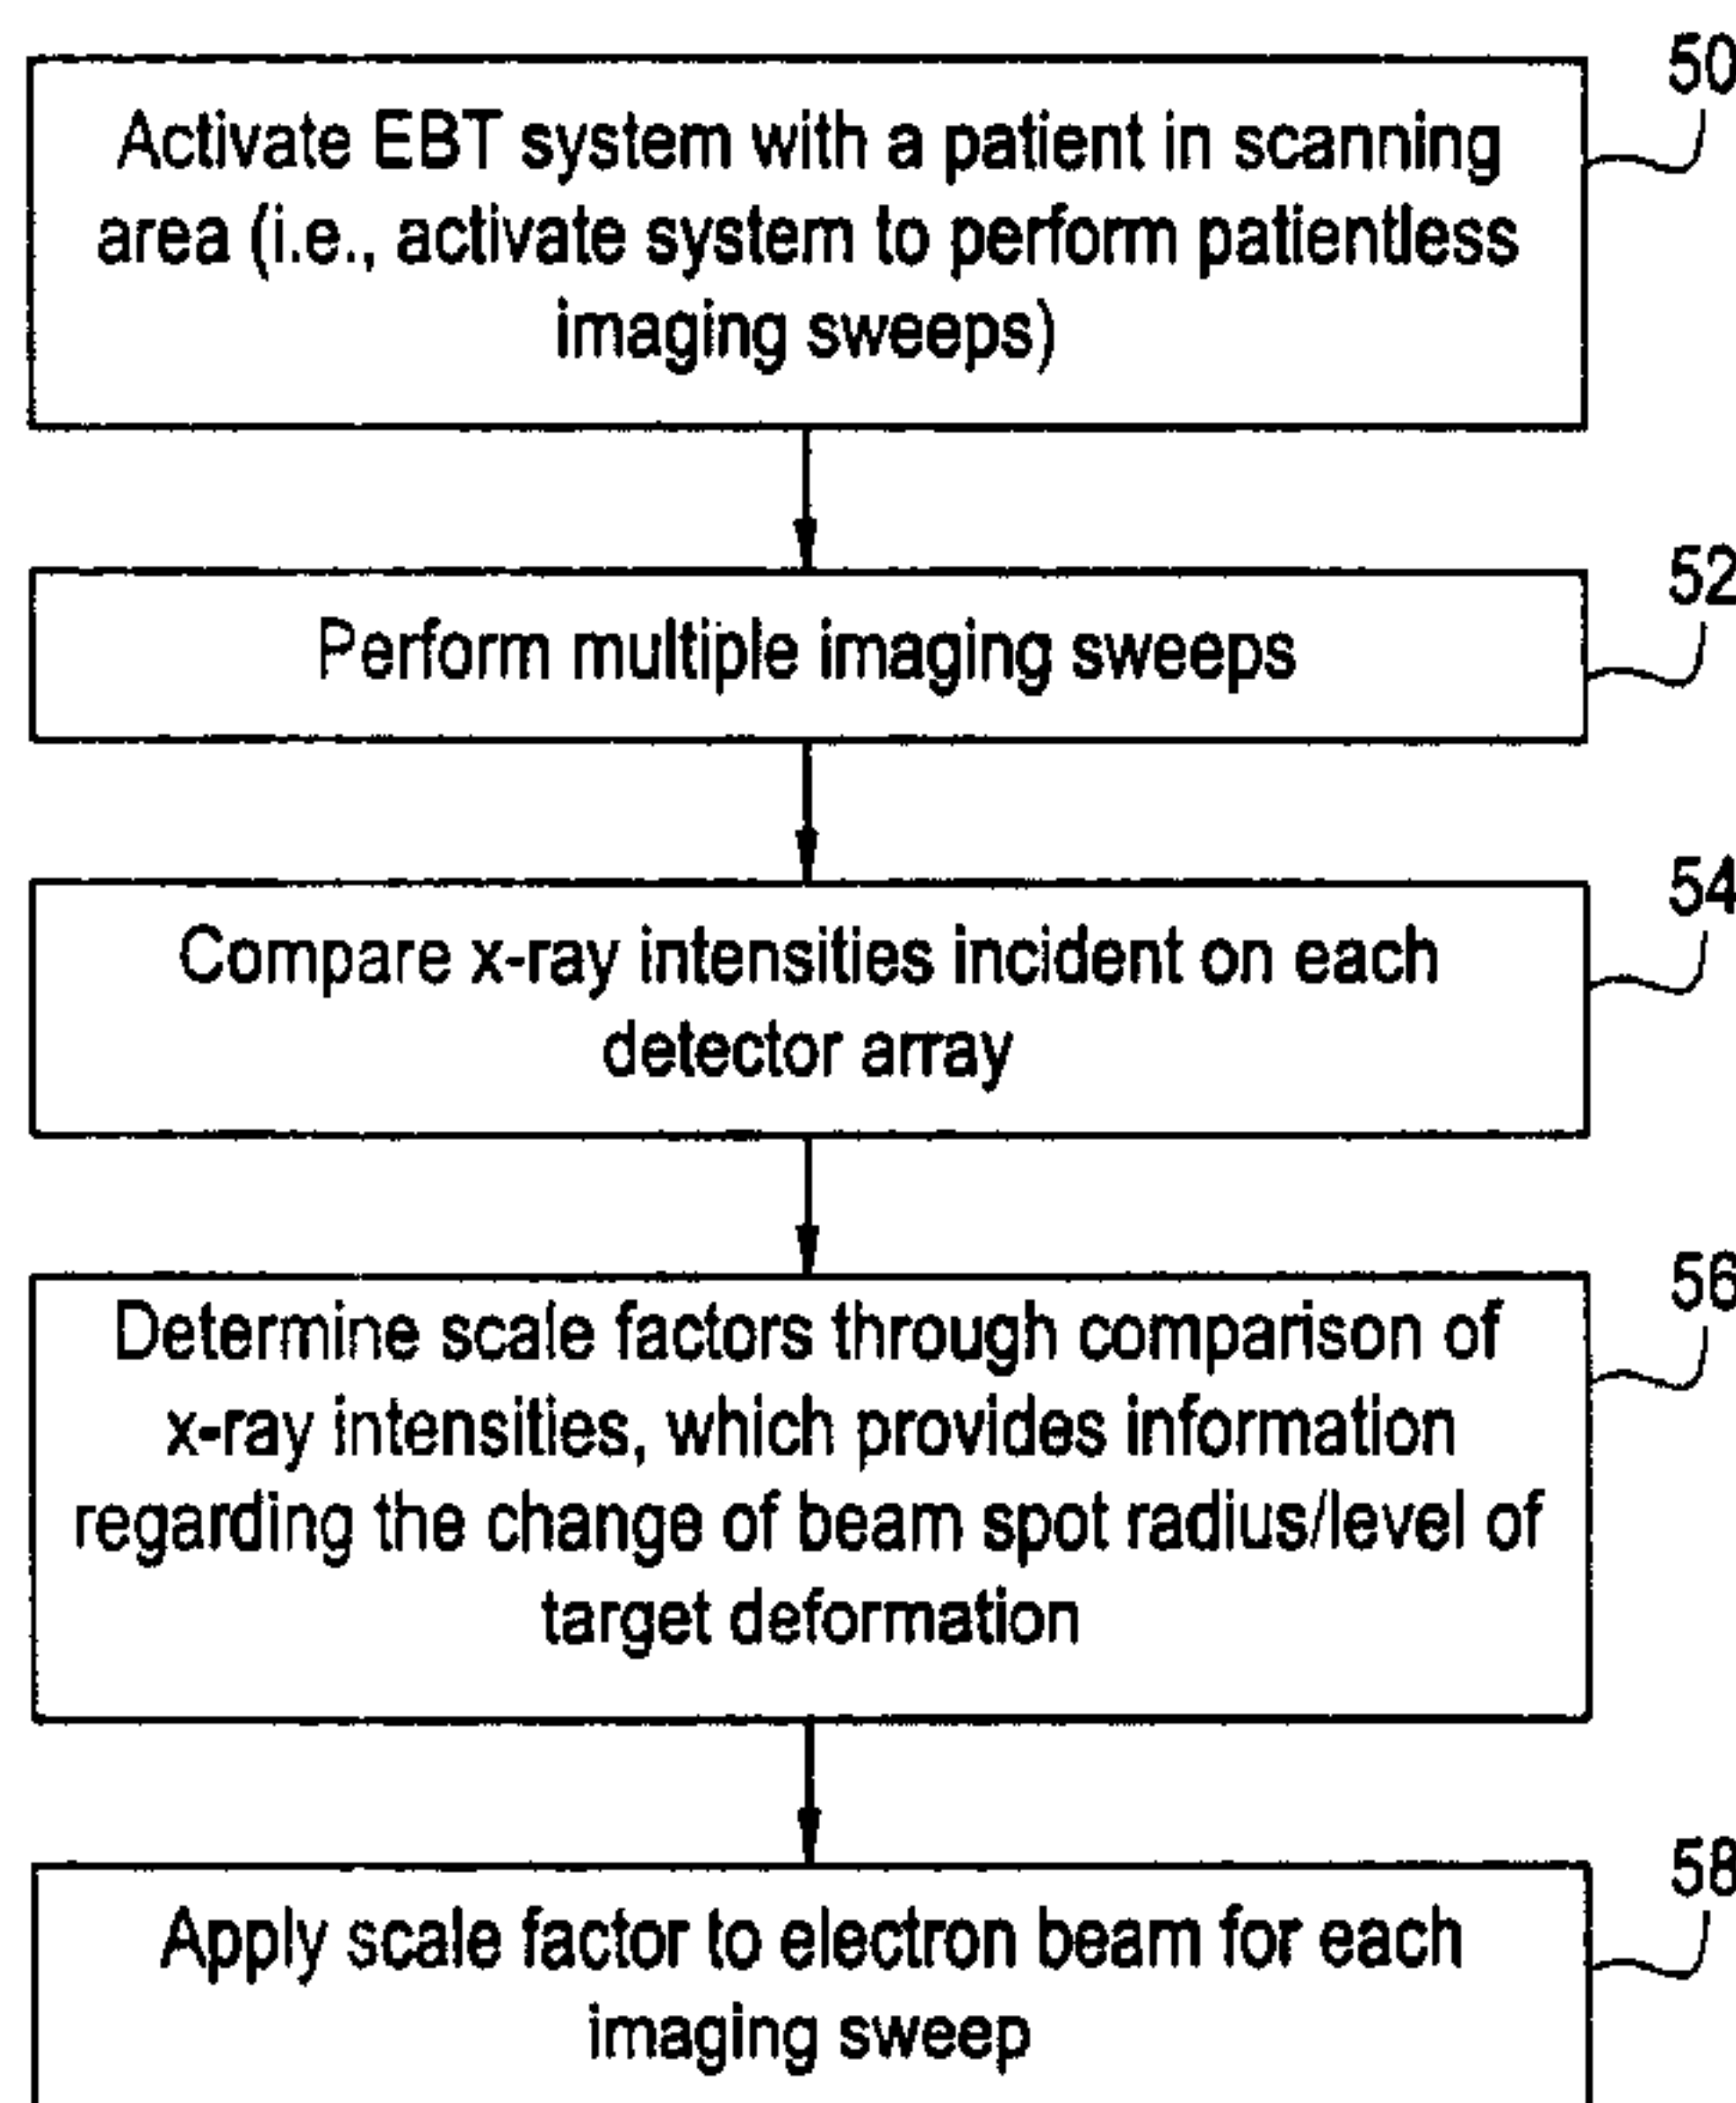 50
Activate EBT system with a patient in scanning
area (i.e., activate system to perform patientless
imaging sweeps)
52
Perform multiple imaging sweeps
54
Compare x-ray intensities incident on each
detector array
56
Determine scale factors through comparison of
x-ray intensities, which provides information
regarding the change of beam spot radius/level of
target deformation
58
Apply scale factor to electron beam for each
imaging sweep